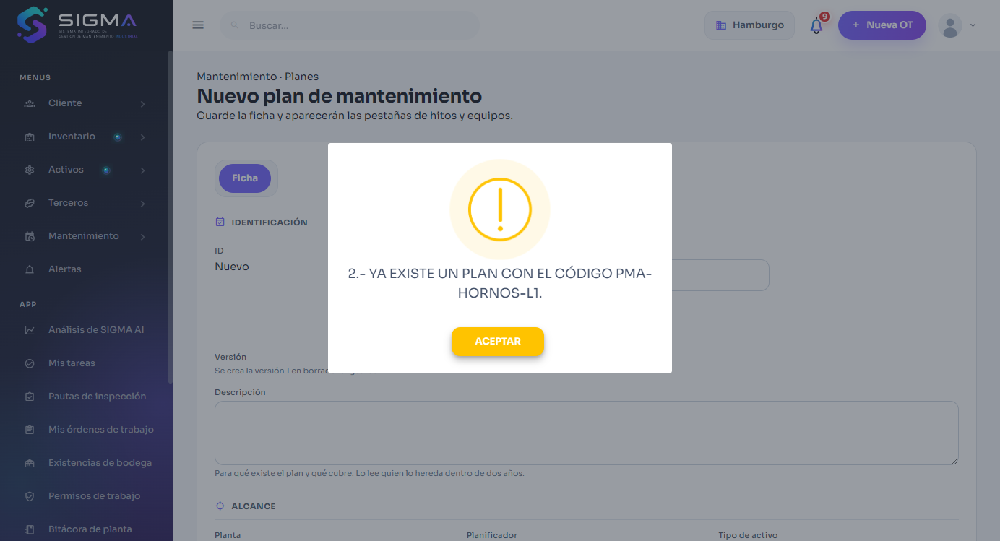 SIGMA
SISTEMA INTEGRADO DE
GESTIÓN DE MANTENIMIENTO INDUSTRIAL
Buscar...
Hamburgo
9
+ Nueva OT
MENUS
Cliente
Inventario
Activos
Terceros
Mantenimiento
Alertas
APP
Análisis de SIGMA AI
Mis tareas
Pautas de inspección
Mis órdenes de trabajo
Existencias de bodega
Permisos de trabajo
Bitácora de planta
Mantenimiento · Planes
Nuevo plan de mantenimiento
Guarde la ficha y aparecerán las pestañas de hitos y equipos.
Ficha
IDENTIFICACIÓN
ID
Nuevo
2.- YA EXISTE UN PLAN CON EL CÓDIGO PMA-
HORNOS-L1.
ACEPTAR
Versión
Se crea la versión 1 en
Descripción
Para qué existe el plan y qué cubre. Lo lee quien lo hereda dentro de dos años.
ALCANCE
Planta
Planificador
Tipo de activo